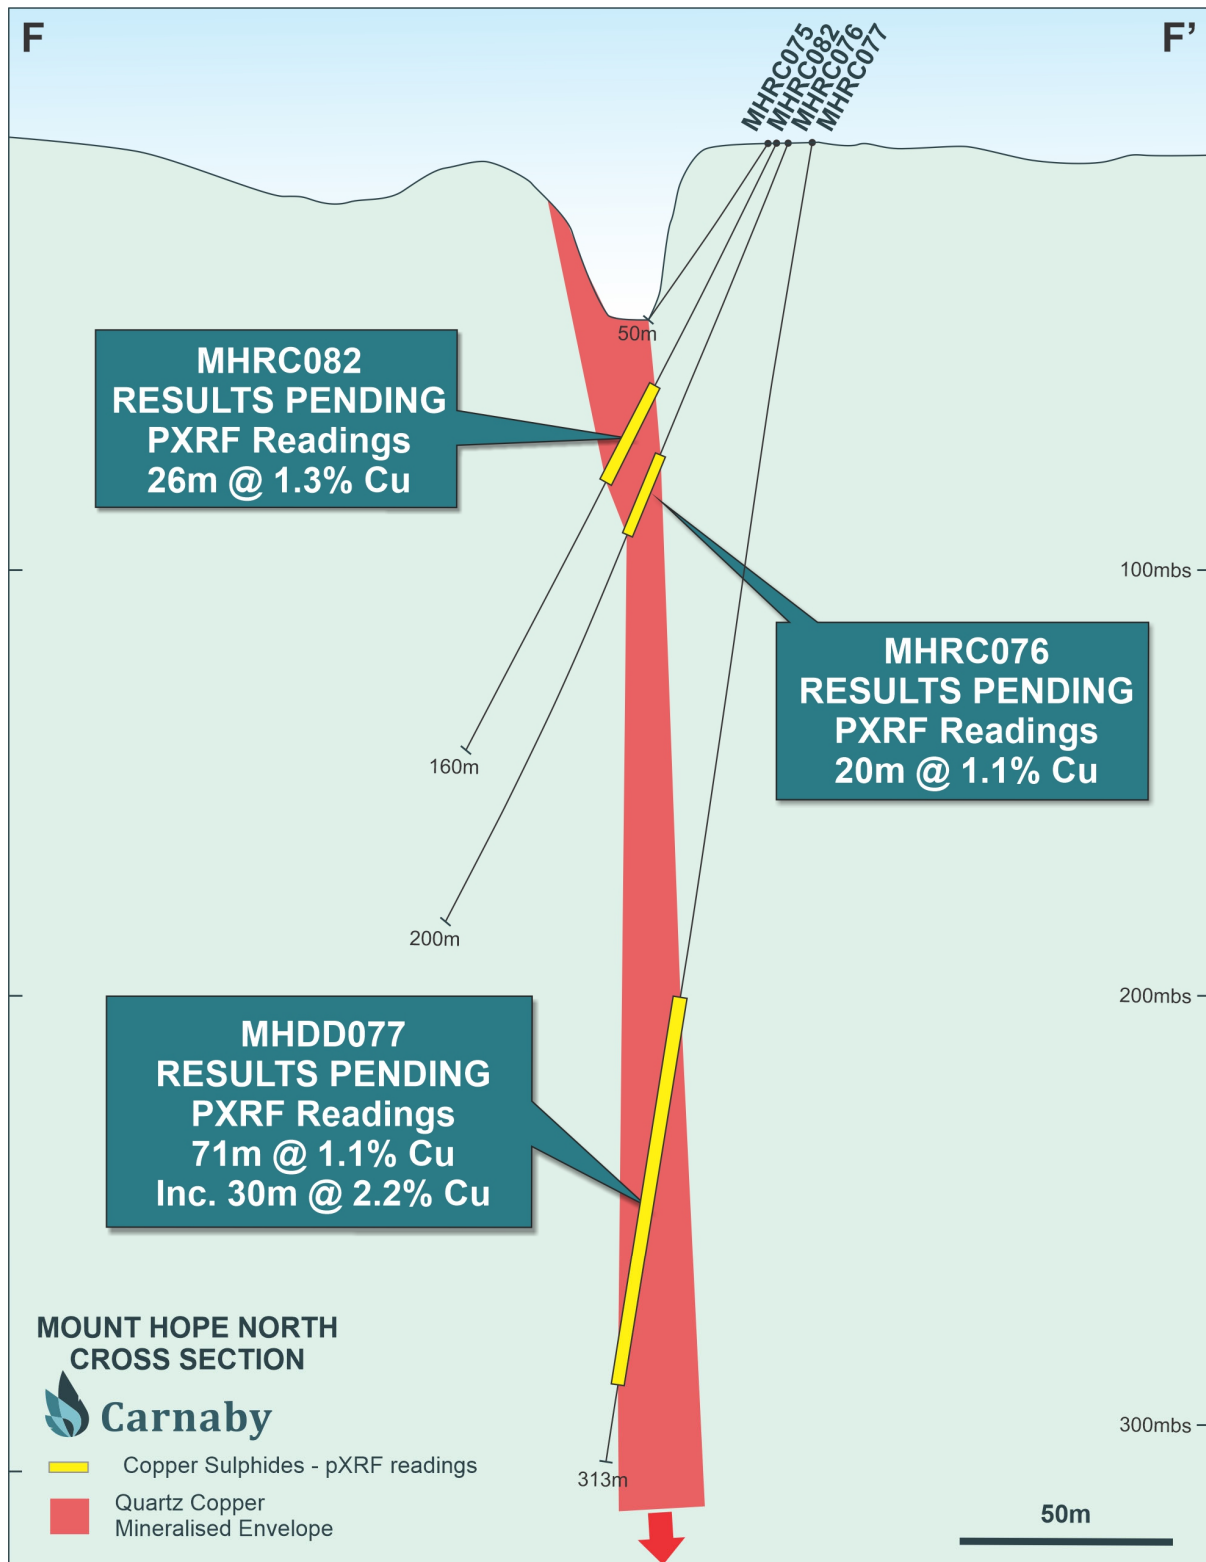 F
F’
MHRC075
MHRC082
MHRC076
MHRC077
50m
MHRC082
RESULTS PENDING
PXRF Readings
26m @ 1.3% Cu
100mbs
MHRC076
RESULTS PENDING
PXRF Readings
20m @ 1.1% Cu
160m
200m
200mbs
MHDD077
RESULTS PENDING
PXRF Readings
71m @ 1.1% Cu
Inc. 30m @ 2.2% Cu
MOUNT HOPE NORTH
CROSS SECTION
Carnaby
300mbs
Copper Sulphides - pXRF readings
313m
Quartz Copper
Mineralised Envelope
50m